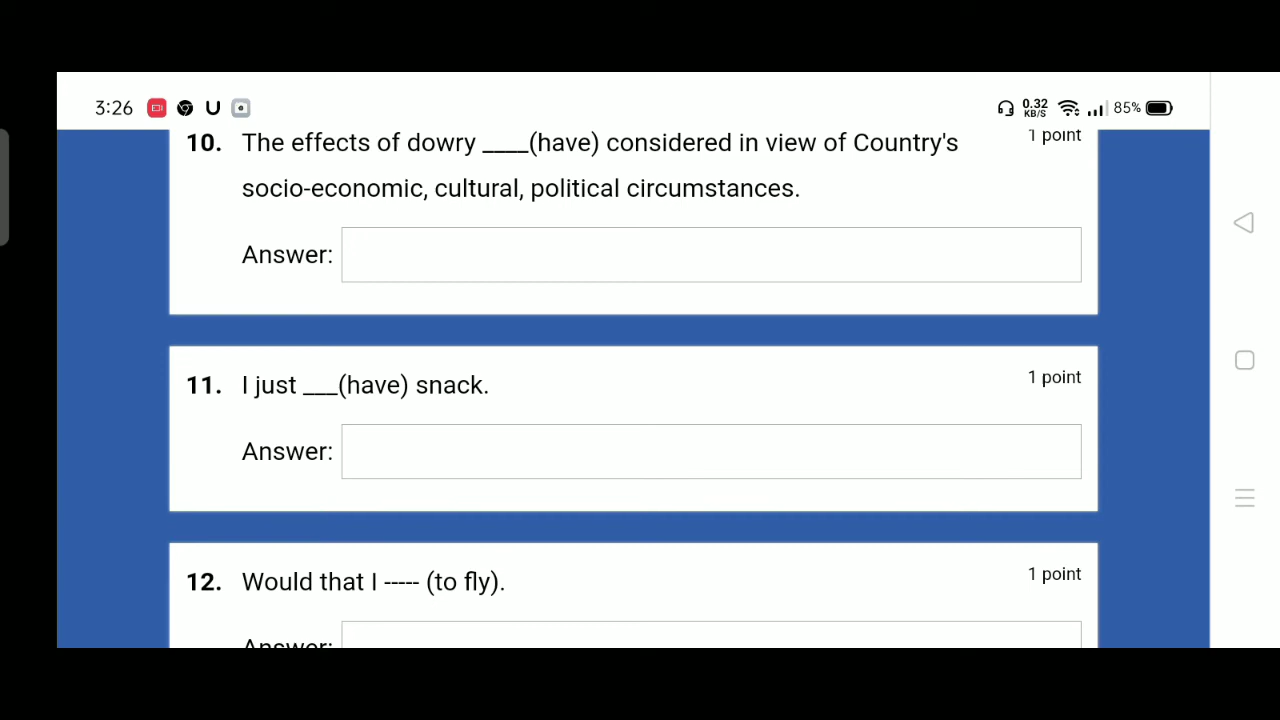 3:26 U 0.32 KB/S 85%
10. The effects of dowry ____(have) considered in view of Country's 1 point
socio-economic, cultural, political circumstances.
Answer:
11. I just ___(have) snack. 1 point
Answer:
12. Would that I ----- (to fly). 1 point
Answer: